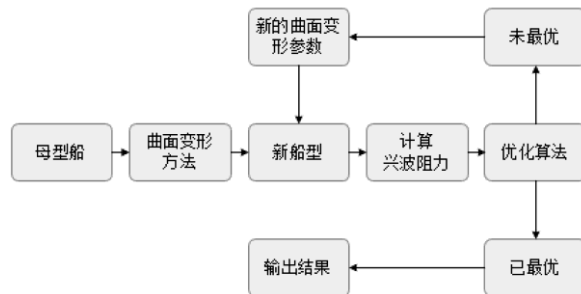 新的曲面变
形参数
未最优
母型船
曲面变形
方法
新船型
计算
兴波阻力
优化算法
输出结果
已最优